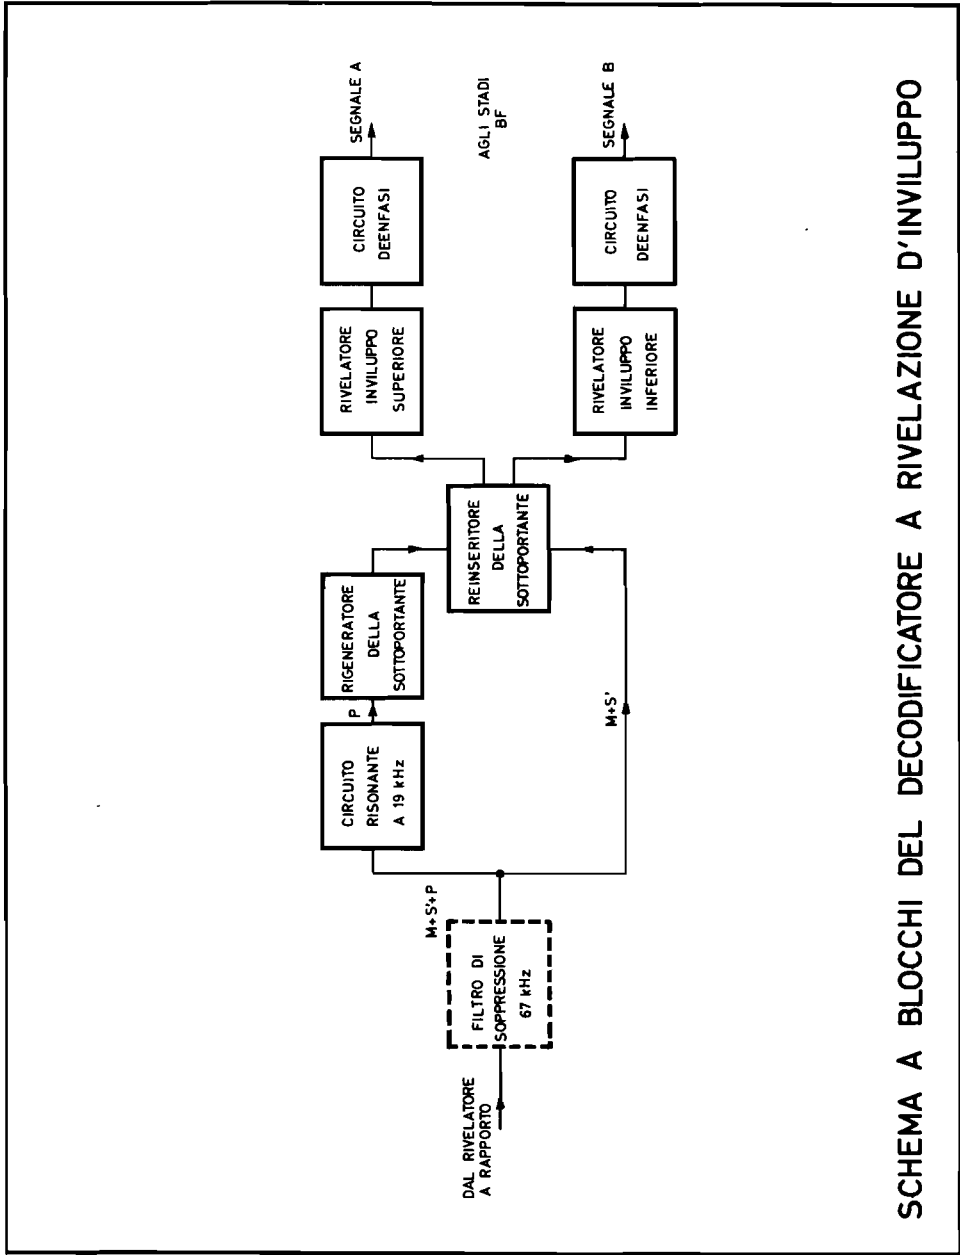 DAL RIVELATORE
A RAPPORTO
FILTRO DI
SOPPRESSIONE
67 kHz
M+S'+P
CIRCUITO
RISONANTE
A 19 kHz
P
RIGENERATORE
DELLA
SOTTOPORTANTE
M+S'
REINSERITORE
DELLA
SOTTOPORTANTE
RIVELATORE
INVILUPPO
SUPERIORE
CIRCUITO
DEENFASI
SEGNALE A
AGLI STADI
BF
RIVELATORE
INVILUPPO
INFERIORE
CIRCUITO
DEENFASI
SEGNALE B
SCHEMA A BLOCCHI DEL DECODIFICATORE A RIVELAZIONE D'INVILUPPO